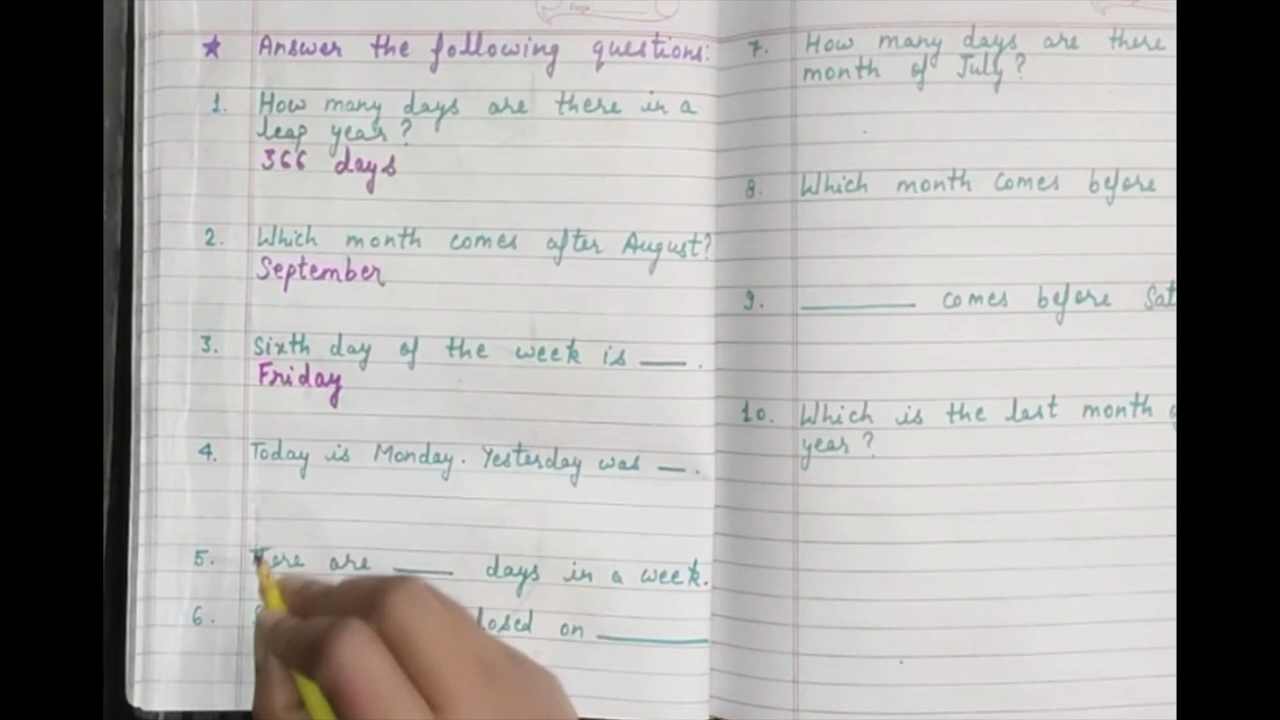 ★ Answer the following questions:
1. How many days are there in a
leap year?
366 days
2. Which month comes after August?
September
3. Sixth day of the week is ___.
Friday
4. Today is Monday. Yesterday was ___.
5. are ___ days in a week.
6. on ___
7. How many days are there
month of July?
8. Which month comes before
9. ___ comes before
10. Which is the last month
year?